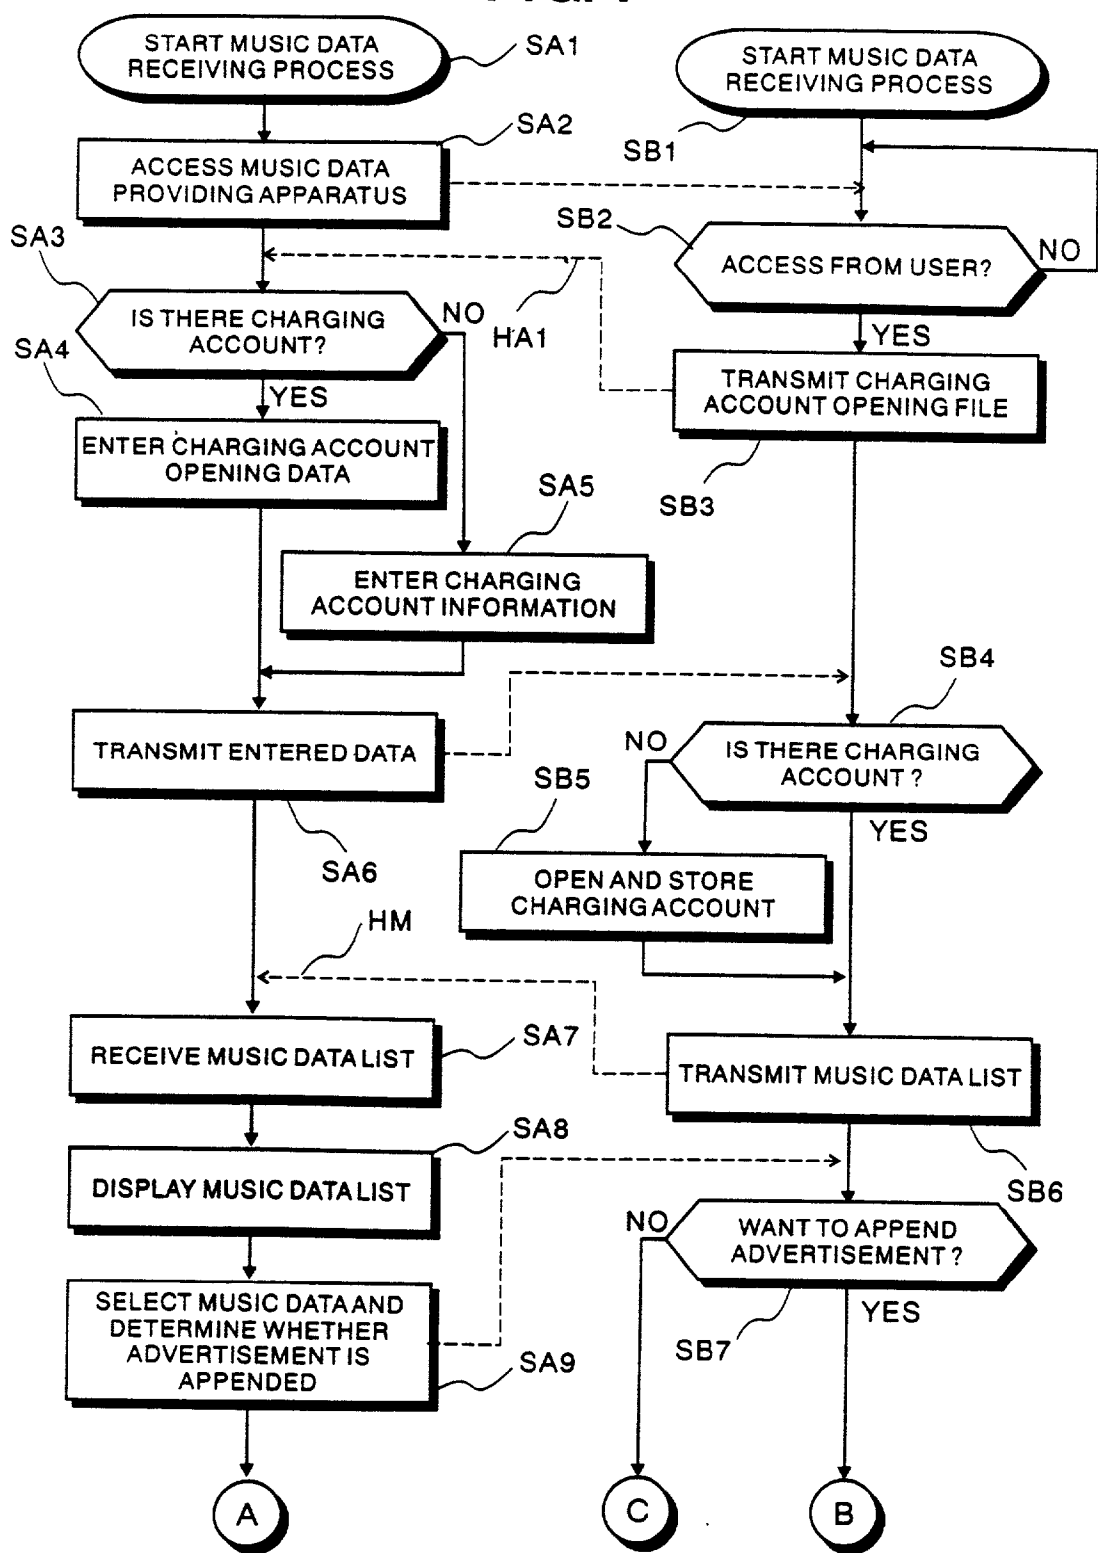 START MUSIC DATA
RECEIVING PROCESS
SA1
START MUSIC DATA
RECEIVING PROCESS
SB1
SA2
ACCESS MUSIC DATA
PROVIDING APPARATUS
SA3
SB2
ACCESS FROM USER?
NO
YES
IS THERE CHARGING
ACCOUNT?
NO
HA1
SA4
YES
TRANSMIT CHARGING
ACCOUNT OPENING FILE
SB3
ENTER CHARGING ACCOUNT
OPENING DATA
SA5
ENTER CHARGING
ACCOUNT INFORMATION
SB4
TRANSMIT ENTERED DATA
SA6
NO
IS THERE CHARGING
ACCOUNT?
YES
SB5
OPEN AND STORE
CHARGING ACCOUNT
HM
RECEIVE MUSIC DATA LIST
SA7
TRANSMIT MUSIC DATA LIST
SB6
SA8
DISPLAY MUSIC DATA LIST
NO
WANT TO APPEND
ADVERTISEMENT?
YES
SB7
SELECT MUSIC DATA AND
DETERMINE WHETHER
ADVERTISEMENT IS
APPENDED
SA9
A
C
B